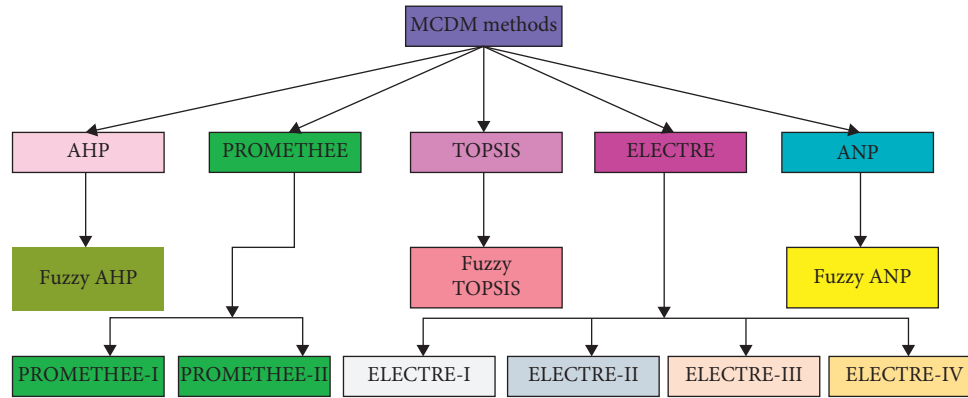 MCDM methods
AHP
PROMETHEE
TOPSIS
ELECTRE
ANP
Fuzzy AHP
Fuzzy
TOPSIS
Fuzzy ANP
PROMETHEE-I
PROMETHEE-II
ELECTRE-I
ELECTRE-II
ELECTRE-III
ELECTRE-IV